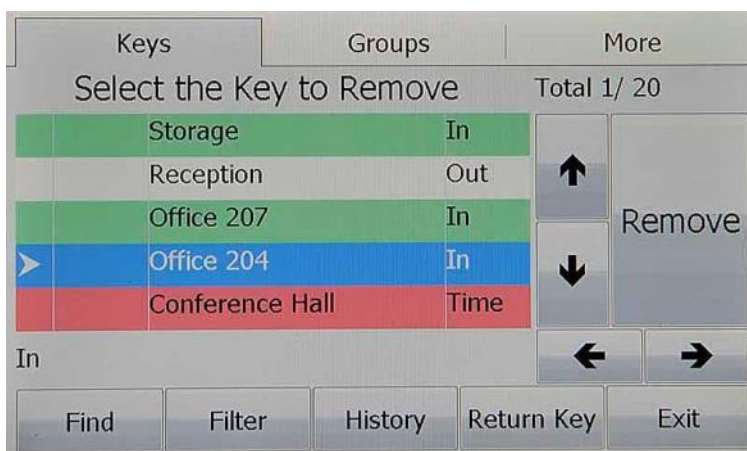 Keys Groups More
Select the Key to Remove Total 1/ 20
Storage In
Reception Out
Office 207 In
Office 204 In
Conference Hall Time
Remove
In
Find Filter History Return Key Exit